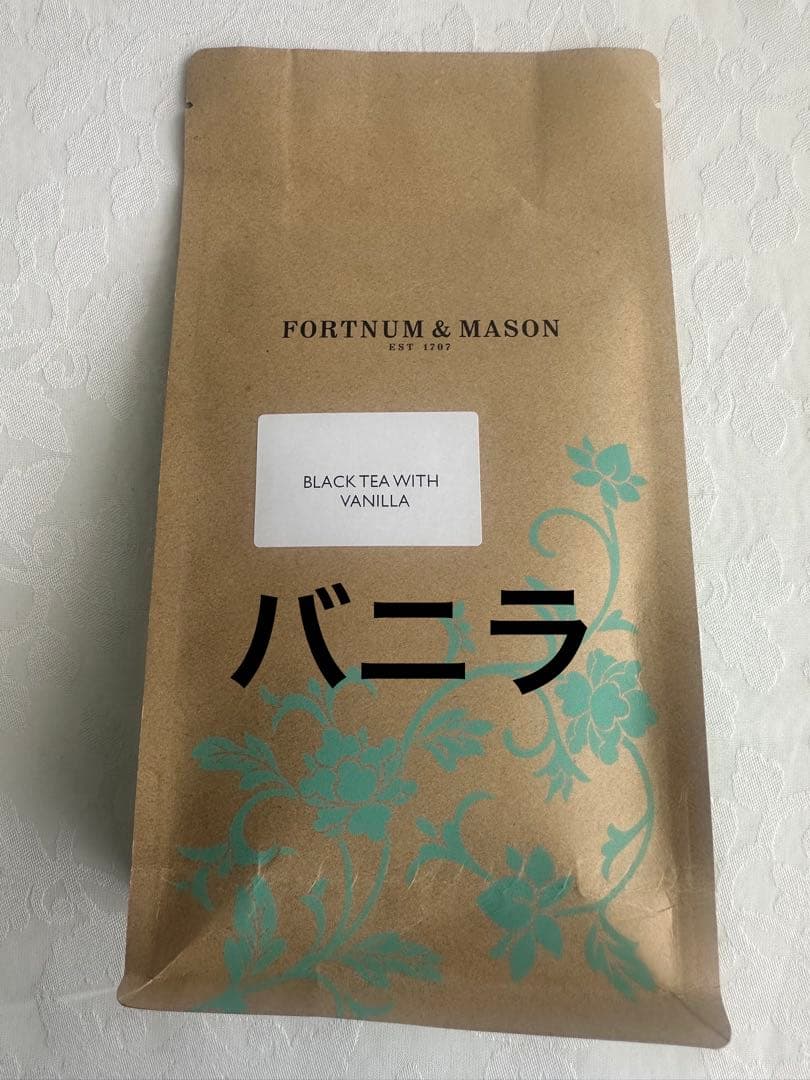 FORTNUM & MASON
EST 1707
BLACK TEA WITH
VANILLA
バニラ